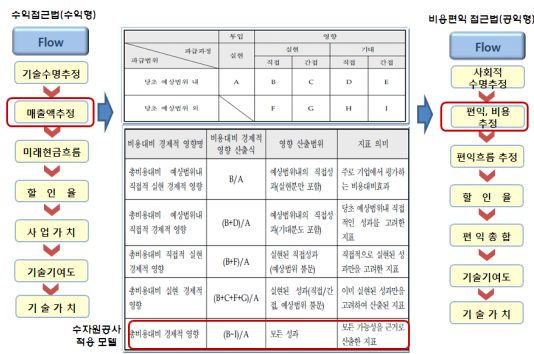 수익접근법(수익형)
Flow
기술수명추정
매출액추정
미래현금흐름
할 인 율
사 업 가 치
기술기여도
기 술 가 치
수자원공사
적용 모델
파급과정
파급범위
투입
영향
실현
실현
기대
직접
간접
직접
간접
당초 예상범위 내
A
B
C
D
E
당초 예상범위 외
F
G
H
I
비용대비 경제적 영향명
비용대비 경제적
영향 산출식
영향 산출범위
지표 의미
총비용대비 예상범위내
직접적 실현 경제적 영향
B/A
예상범위내의 직접성
과(실현분만 포함)
주로 기업에서 평가하
는 비용대비효과
총비용대비 예상범위내
직접적 경제적 영향
(B+D)/A
예상범위내의 직접성
과(기대분도 포함)
당초 예상범위내 직접
적인 성과를 고려한
지표
총비용대비 직접적 실현
경제적 영향
(B+F)/A
실현된 직접성과
(예상범위 불문)
직접적으로 실현된 성
과만을 고려한 지표
총비용대비 실현 경제적
영향
(B+C+F+G)/A
실현된 성과(직접/간
접, 예상범위 불문)
이미 실현된 성과만을
고려하여 산출된 지표
총비용대비 경제적 영향
(B~I)/A
모든 성과
모든 가능성을 근거로
산출한 지표
비용편익 접근법(공익형)
Flow
사회적
수명추정
편익, 비용
추정
편익흐름 추정
할 인 율
편 익 총 합
기술기여도
기 술 가 치